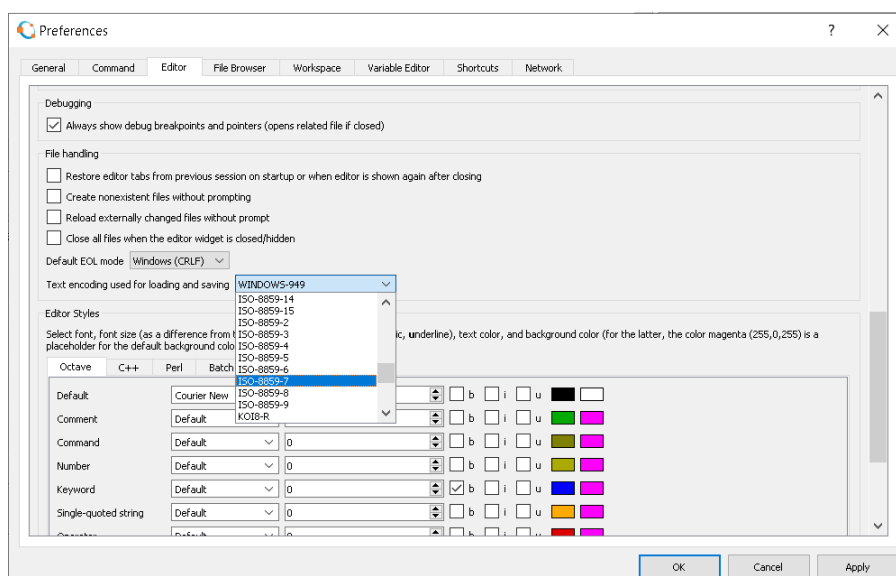 Preferences
? ×
General Command Editor File Browser Workspace Variable Editor Shortcuts Network
Debugging
Always show debug breakpoints and pointers (opens related file if closed)
File handling
Restore editor tabs from previous session on startup or when editor is shown again after closing
Create nonexistent files without prompting
Reload externally changed files without prompt
Close all files when the editor widget is closed/hidden
Default EOL mode Windows (CRLF)
Text encoding used for loading and saving WINDOWS-949
ISO-8859-14
ISO-8859-15
ISO-8859-2
ISO-8859-3
ISO-8859-4
ISO-8859-5
ISO-8859-6
ISO-8859-7
ISO-8859-8
ISO-8859-9
KOI8-R
Editor Styles
Select font, font size (as a difference from ic, underline), text color, and background color (for the latter, the color magenta (255,0,255) is a
placeholder for the default background colo
Octave C++ Perl Batch
Default Courier New b i u
Comment Default b i u
Command Default 0 b i u
Number Default 0 b i u
Keyword Default 0 b i u
Single-quoted string Default 0 b i u
OK Cancel Apply